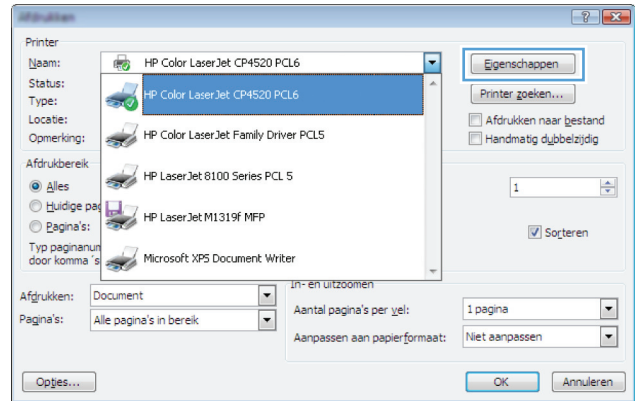 Afdrukken
Printer
Naam: HP Color LaserJet CP4520 PCL6
Eigenschappen
Status:
HP Color LaserJet CP4520 PCL6
Printer zoeken...
Type:
Locatie:
Afdrukken naar bestand
Opmerking:
HP Color LaserJet Family Driver PCL5
Handmatig dubbelzijdig
Afdrukbereik
Alles
HP LaserJet 8100 Series PCL 5
1
Huidige pag
HP LaserJet M1319f MFP
Pagina's:
Sorteren
Typ paginanum
door komma 's
Microsoft XPS Document Writer
In- en uitzoomen
Afdrukken: Document
Aantal pagina's per vel: 1 pagina
Pagina's: Alle pagina's in bereik
Aanpassen aan papierformaat: Niet aanpassen
Opties...
OK
Annuleren